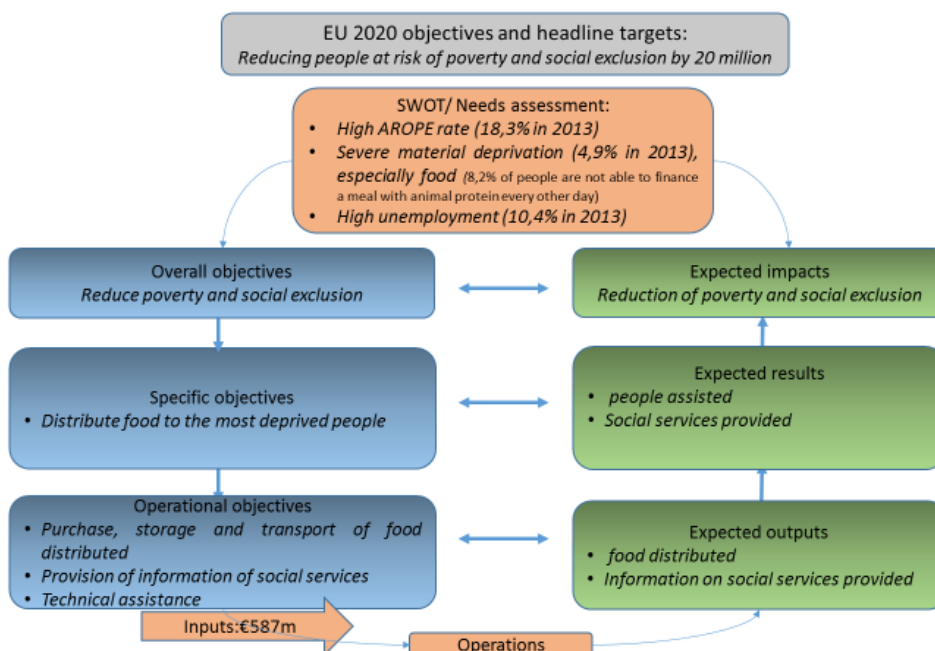 EU 2020 objectives and headline targets:
Reducing people at risk of poverty and social exclusion by 20 million
SWOT/ Needs assessment:
• High AROPE rate (18,3% in 2013)
• Severe material deprivation (4,9% in 2013),
especially food (8,2% of people are not able to finance
a meal with animal protein every other day)
• High unemployment (10,4% in 2013)
Overall objectives
Reduce poverty and social exclusion
Expected impacts
Reduction of poverty and social exclusion
Specific objectives
• Distribute food to the most deprived people
Expected results
• people assisted
• Social services provided
Operational objectives
• Purchase, storage and transport of food
distributed
• Provision of information of social services
• Technical assistance
Expected outputs
• food distributed
• Information on social services provided
Inputs:€587m
Operations